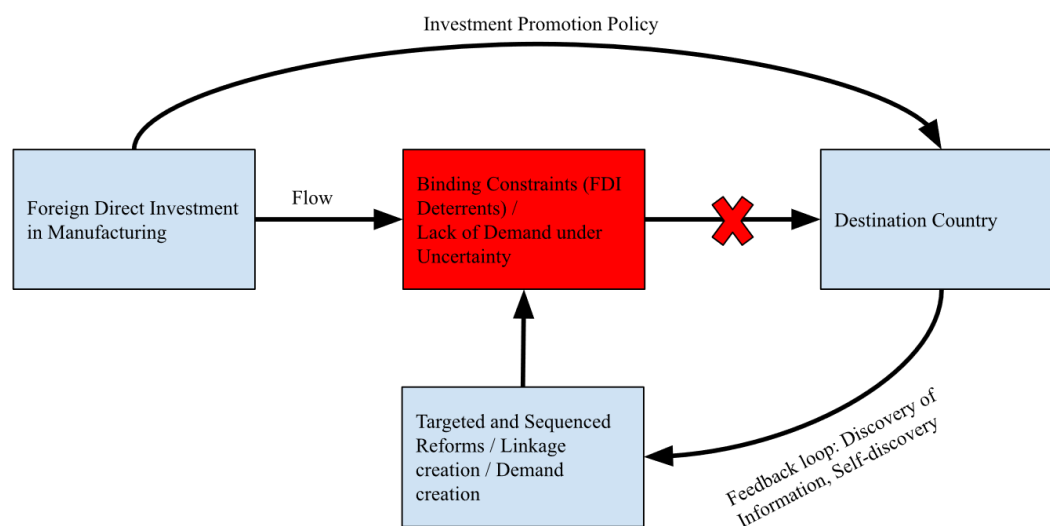 Investment Promotion Policy
Foreign Direct Investment
in Manufacturing
Flow
Binding Constraints (FDI
Deterrents) /
Lack of Demand under
Uncertainty
Destination Country
Targeted and Sequenced
Reforms / Linkage
creation / Demand
creation
Feedback loop: Discovery of
Information, Self-discovery